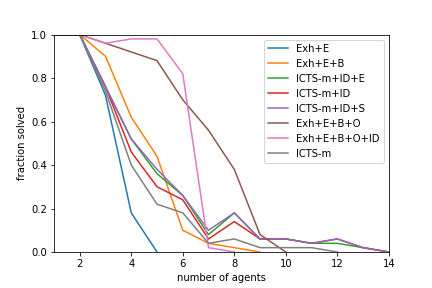 1.0
0.8
0.6
0.4
0.2
0.0
fraction solved
2 4 6 8 10 12 14
number of agents
Exh+E
Exh+E+B
ICTS-m+ID+E
ICTS-m+ID
ICTS-m+ID+S
Exh+E+B+O
Exh+E+B+O+ID
ICTS-m